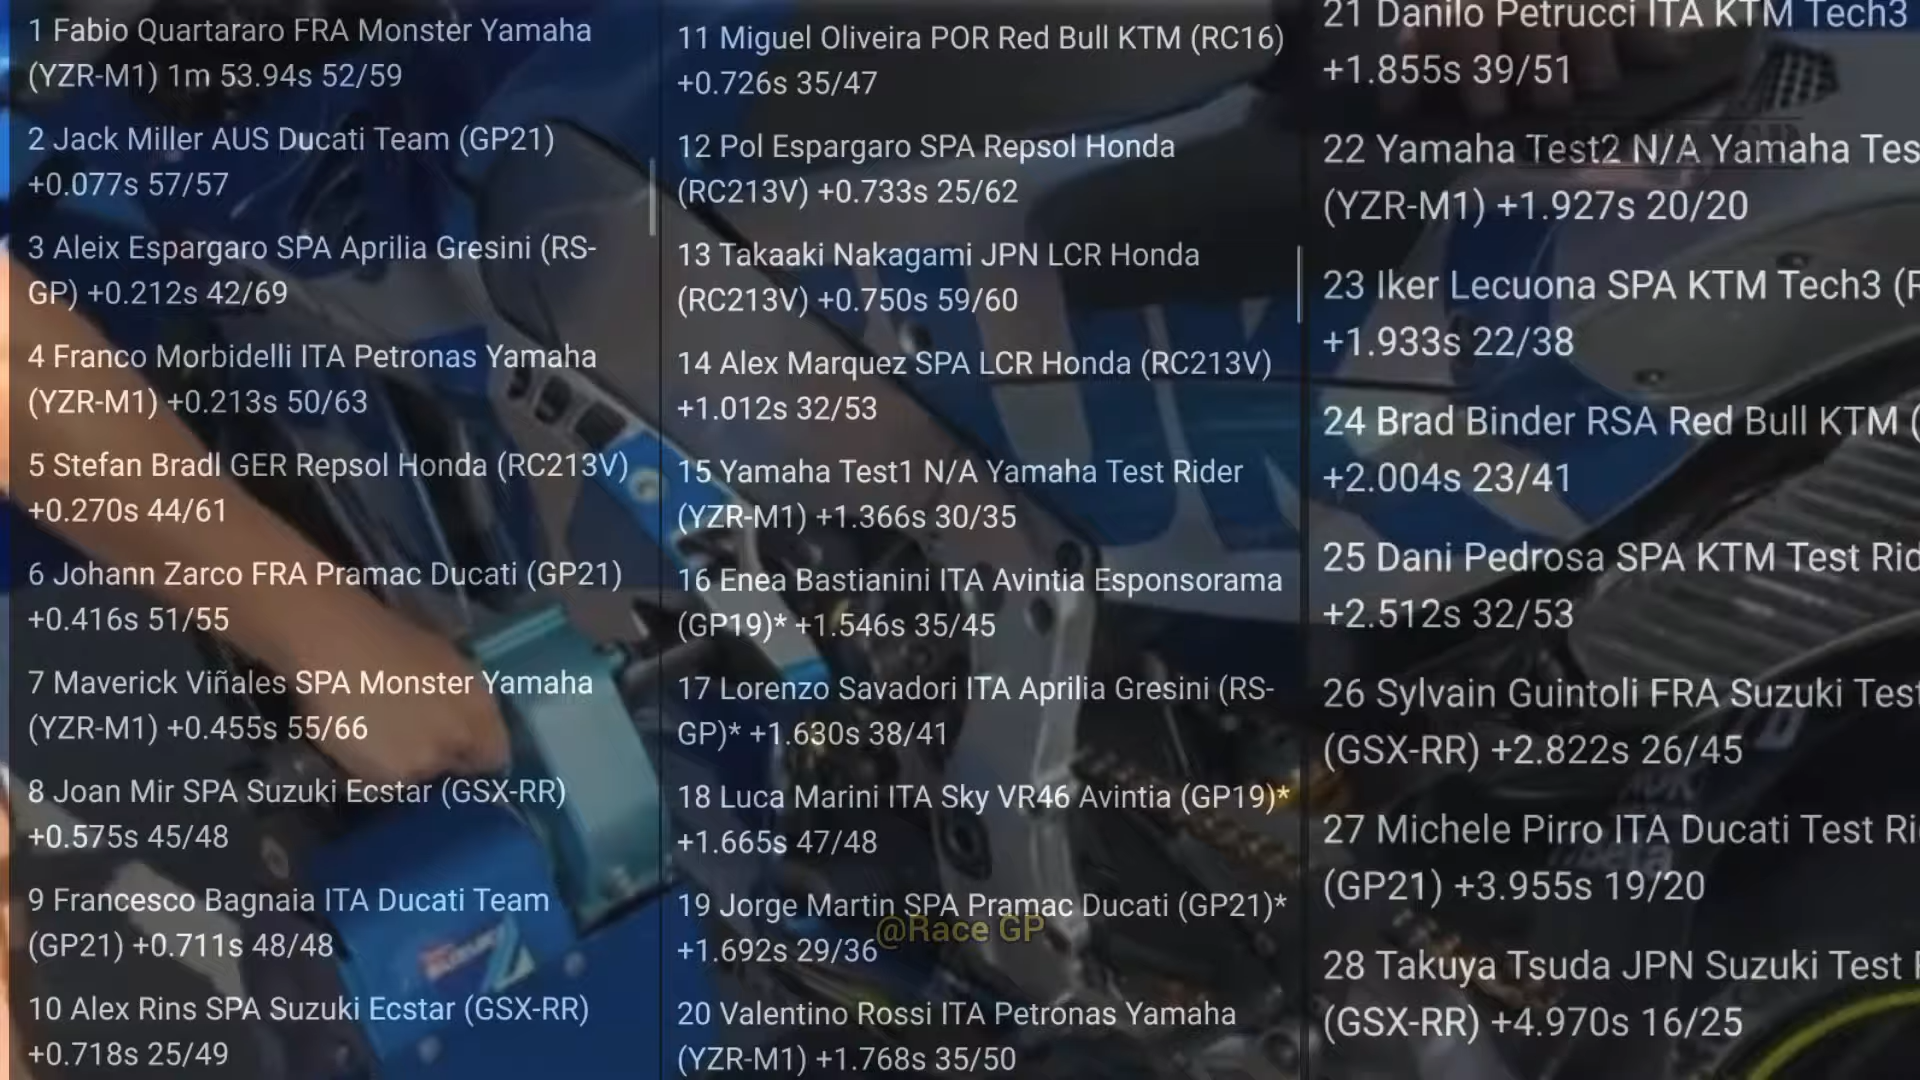 1 Fabio Quartararo FRA Monster Yamaha
(YZR-M1) 1m 53.94s 52/59
2 Jack Miller AUS Ducati Team (GP21)
+0.077s 57/57
3 Aleix Espargaro SPA Aprilia Gresini (RS-
GP) +0.212s 42/69
4 Franco Morbidelli ITA Petronas Yamaha
(YZR-M1) +0.213s 50/63
5 Stefan Bradl GER Repsol Honda (RC213V)
+0.270s 44/61
6 Johann Zarco FRA Pramac Ducati (GP21)
+0.416s 51/55
7 Maverick Viñales SPA Monster Yamaha
(YZR-M1) +0.455s 55/66
8 Joan Mir SPA Suzuki Ecstar (GSX-RR)
+0.575s 45/48
9 Francesco Bagnaia ITA Ducati Team
(GP21) +0.711s 48/48
10 Alex Rins SPA Suzuki Ecstar (GSX-RR)
+0.718s 25/49
11 Miguel Oliveira POR Red Bull KTM (RC16)
+0.726s 35/47
12 Pol Espargaro SPA Repsol Honda
(RC213V) +0.733s 25/62
13 Takaaki Nakagami JPN LCR Honda
(RC213V) +0.750s 59/60
14 Alex Marquez SPA LCR Honda (RC213V)
+1.012s 32/53
15 Yamaha Test1 N/A Yamaha Test Rider
(YZR-M1) +1.366s 30/35
16 Enea Bastianini ITA Avintia Esponsorama
(GP19)* +1.546s 35/45
17 Lorenzo Savadori ITA Aprilia Gresini (RS-
GP)* +1.630s 38/41
18 Luca Marini ITA Sky VR46 Avintia (GP19)*
+1.665s 47/48
19 Jorge Martin SPA Pramac Ducati (GP21)*
@Race GP
+1.692s 29/36
20 Valentino Rossi ITA Petronas Yamaha
(YZR-M1) +1.768s 35/50
21 Danilo Petrucci ITA KTM Tech3
+1.855s 39/51
22 Yamaha Test2 N/A Yamaha Tes
(YZR-M1) +1.927s 20/20
23 Iker Lecuona SPA KTM Tech3 (R
+1.933s 22/38
24 Brad Binder RSA Red Bull KTM (
+2.004s 23/41
25 Dani Pedrosa SPA KTM Test Rid
+2.512s 32/53
26 Sylvain Guintoli FRA Suzuki Test
(GSX-RR) +2.822s 26/45
27 Michele Pirro ITA Ducati Test Ri
(GP21) +3.955s 19/20
28 Takuya Tsuda JPN Suzuki Test
(GSX-RR) +4.970s 16/25